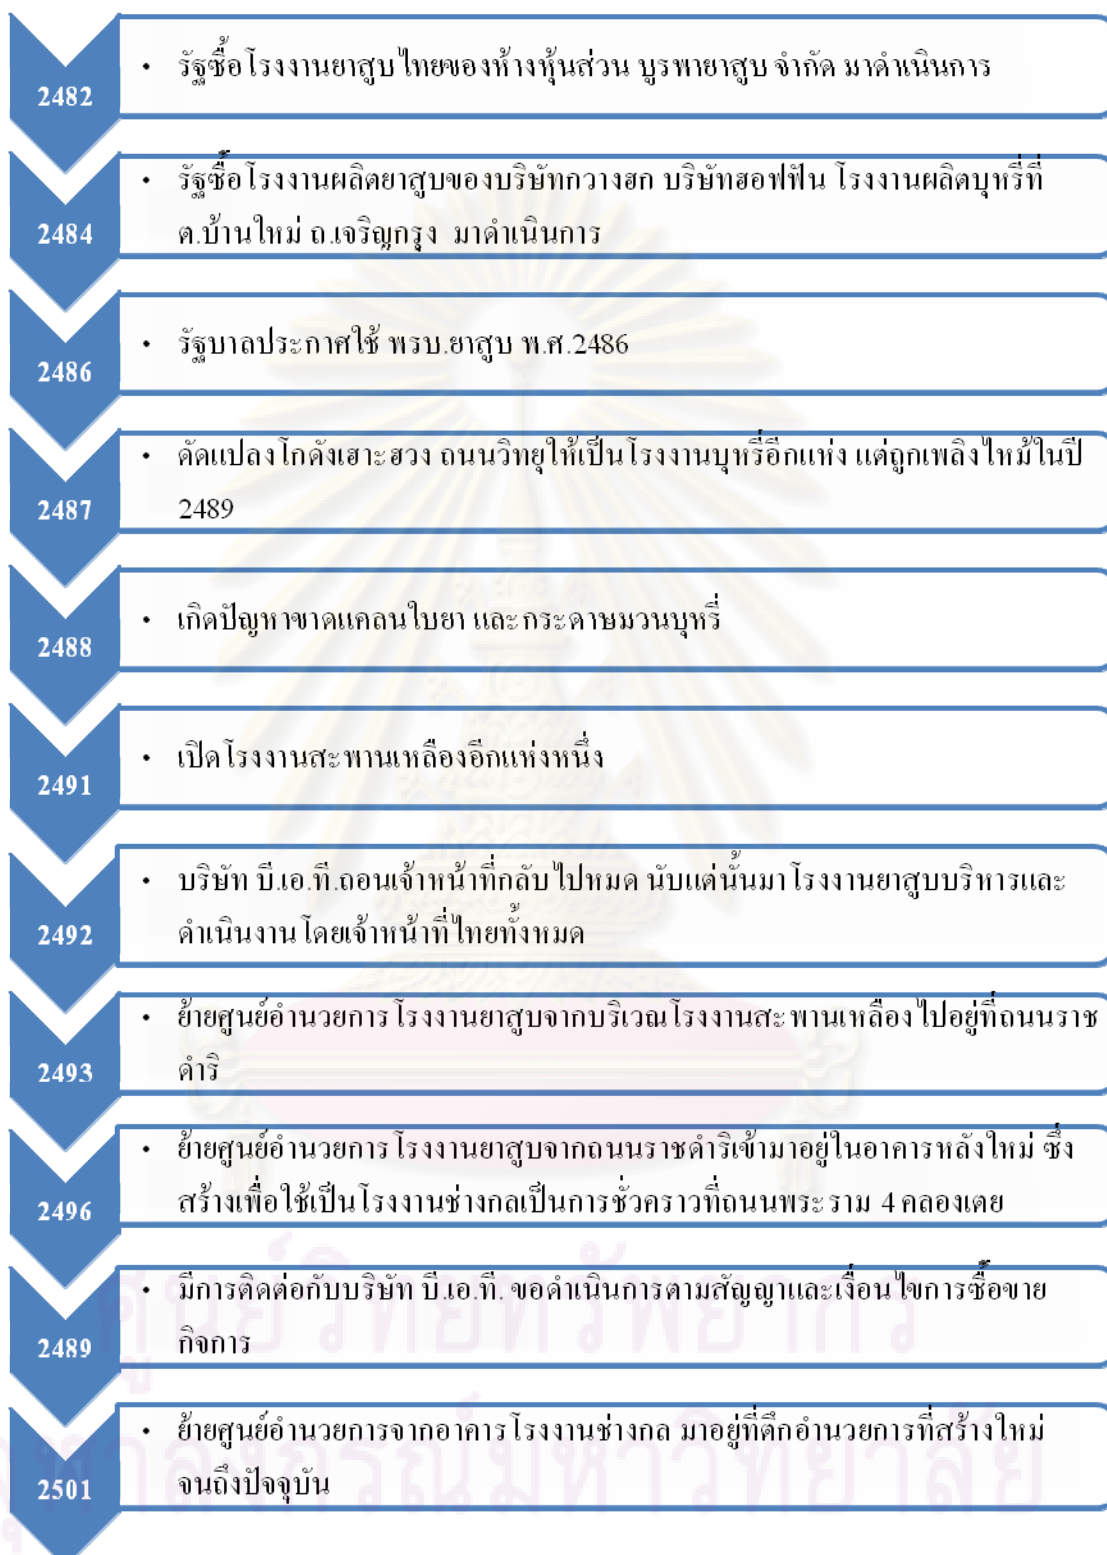 2482
• รัฐซื้อโรงงานยาสูบไทยของห้างหุ้นส่วน บูรพายาสูบ จำกัด มาดำเนินการ
2484
• รัฐซื้อโรงงานผลิตยาสูบของบริษัทกวางฮก บริษัทฮอฟฟัน โรงงานผลิตบุหรี่ที่
ต.บ้านใหม่ ถ.เจริญกรุง มาดำเนินการ
2486
• รัฐบาลประกาศใช้ พรบ.ยาสูบ พ.ศ.2486
2487
• ดัดแปลงโกดังเฮาะฮวง ถนนวิทยุให้เป็นโรงงานบุหรี่อีกแห่ง แต่ถูกเพลิงไหม้ในปี
2489
2488
• เกิดปัญหาขาดแคลนใบยา และกระดาษมวนบุหรี่
2491
• เปิดโรงงานสะพานเหลืองอีกแห่งหนึ่ง
2492
• บริษัท บี.เอ.ที.ถอนเจ้าหน้าที่กลับไปหมด นับแต่นั้นมาโรงงานยาสูบบริหารและ
ดำเนินงานโดยเจ้าหน้าที่ไทยทั้งหมด
2493
• ย้ายศูนย์อำนวยการโรงงานยาสูบจากบริเวณโรงงานสะพานเหลืองไปอยู่ที่ถนนราช
ดำริ
2496
• ย้ายศูนย์อำนวยการโรงงานยาสูบจากถนนราชดำริเข้ามาอยู่ในอาคารหลังใหม่ ซึ่ง
สร้างเพื่อใช้เป็นโรงงานช่างกลเป็นการชั่วคราวที่ถนนพระราม 4 คลองเตย
2489
• มีการติดต่อกับบริษัท บี.เอ.ที. ขอดำเนินการตามสัญญาและเงื่อนไขการซื้อขาย
กิจการ
2501
• ย้ายศูนย์อำนวยการจากอาคารโรงงานช่างกล มาอยู่ที่ตึกอำนวยการที่สร้างใหม่
จนถึงปัจจุบัน
ศูนย์วิทยทรัพยากร
จุฬาลงกรณ์มหาวิทยาลัย